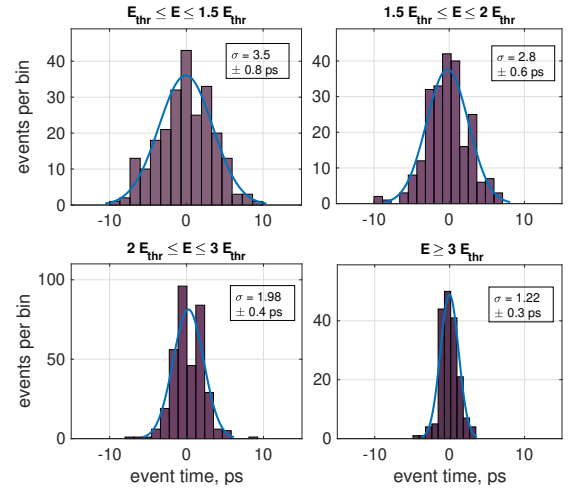 E_thr ≤ E ≤ 1.5 E_thr
events per bin
40
30
20
10
0
-10 0 10
σ = 3.5
± 0.8 ps
1.5 E_thr ≤ E ≤ 2 E_thr
40
30
20
10
0
-10 0 10
σ = 2.8
± 0.6 ps
2 E_thr ≤ E ≤ 3 E_thr
events per bin
100
50
0
-10 0 10
event time, ps
σ = 1.98
± 0.4 ps
E ≥ 3 E_thr
40
20
0
-10 0 10
event time, ps
σ = 1.22
± 0.3 ps